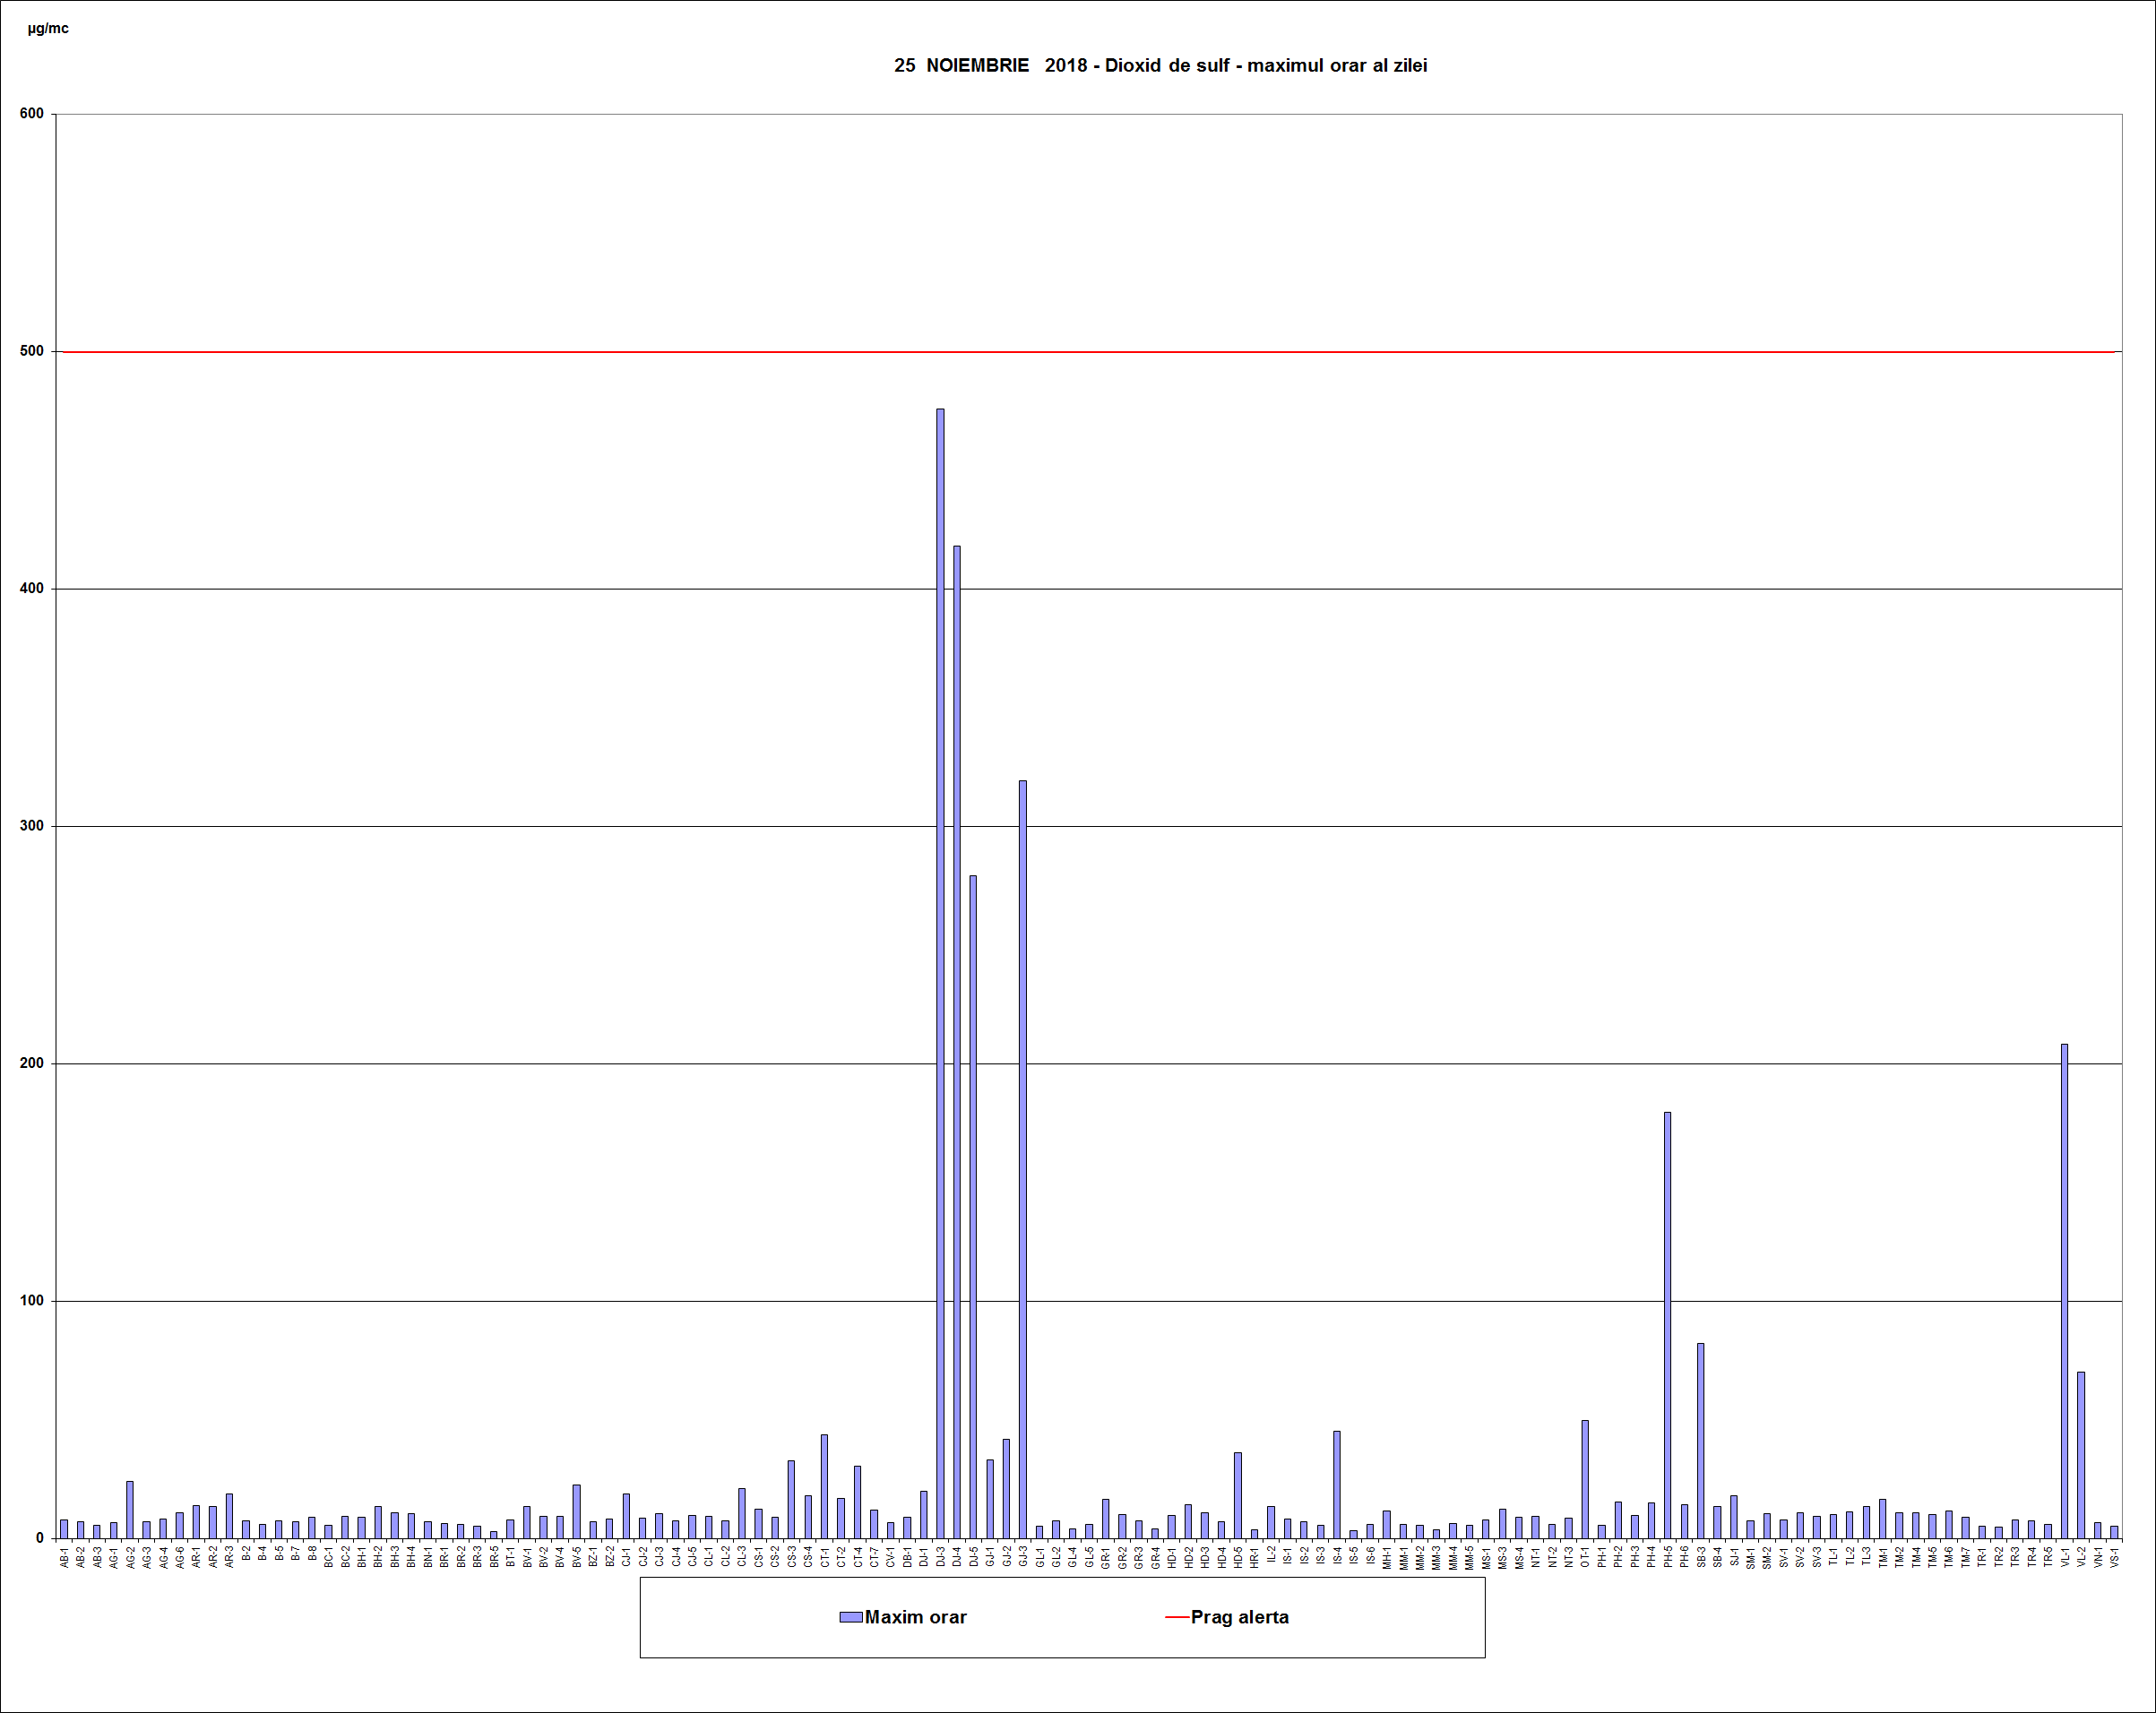 µg/mc
25 NOIEMBRIE 2018 - Dioxid de sulf - maximul orar al zilei
600
500
400
300
200
100
0
AB-1 AB-2 AB-3 AG-1 AG-2 AG-3 AG-4 AG-6 AR-1 AR-2 AR-3 B-2 B-4 B-5 B-7 B-8 BC-1 BC-2 BH-1 BH-2 BH-3 BH-4 BN-1 BR-1 BR-2 BR-3 BR-5 BT-1 BV-1 BV-2 BV-4 BV-5 BZ-1 BZ-2 CJ-1 CJ-2 CJ-3 CJ-4 CJ-5 CL-1 CL-2 CL-3 CS-1 CS-2 CS-3 CS-4 CT-1 CT-2 CT-4 CT-7 CV-1 DB-1 DJ-1 DJ-3 DJ-4 DJ-5 GJ-1 GJ-2 GJ-3 GL-1 GL-2 GL-4 GL-5 GR-1 GR-2 GR-3 GR-4 HD-1 HD-2 HD-3 HD-4 HD-5 HR-1 IL-2 IS-1 IS-2 IS-3 IS-4 IS-5 IS-6 MH-1 MM-1 MM-2 MM-3 MM-4 MM-5 MS-1 MS-3 MS-4 NT-1 NT-2 NT-3 OT-1 PH-1 PH-2 PH-3 PH-4 PH-5 PH-6 SB-3 SB-4 SJ-1 SM-1 SM-2 SV-1 SV-2 SV-3 TL-1 TL-2 TL-3 TM-1 TM-2 TM-4 TM-5 TM-6 TM-7 TR-1 TR-2 TR-3 TR-4 TR-5 VL-1 VL-2 VN-1 VS-1
Maxim orar Prag alerta